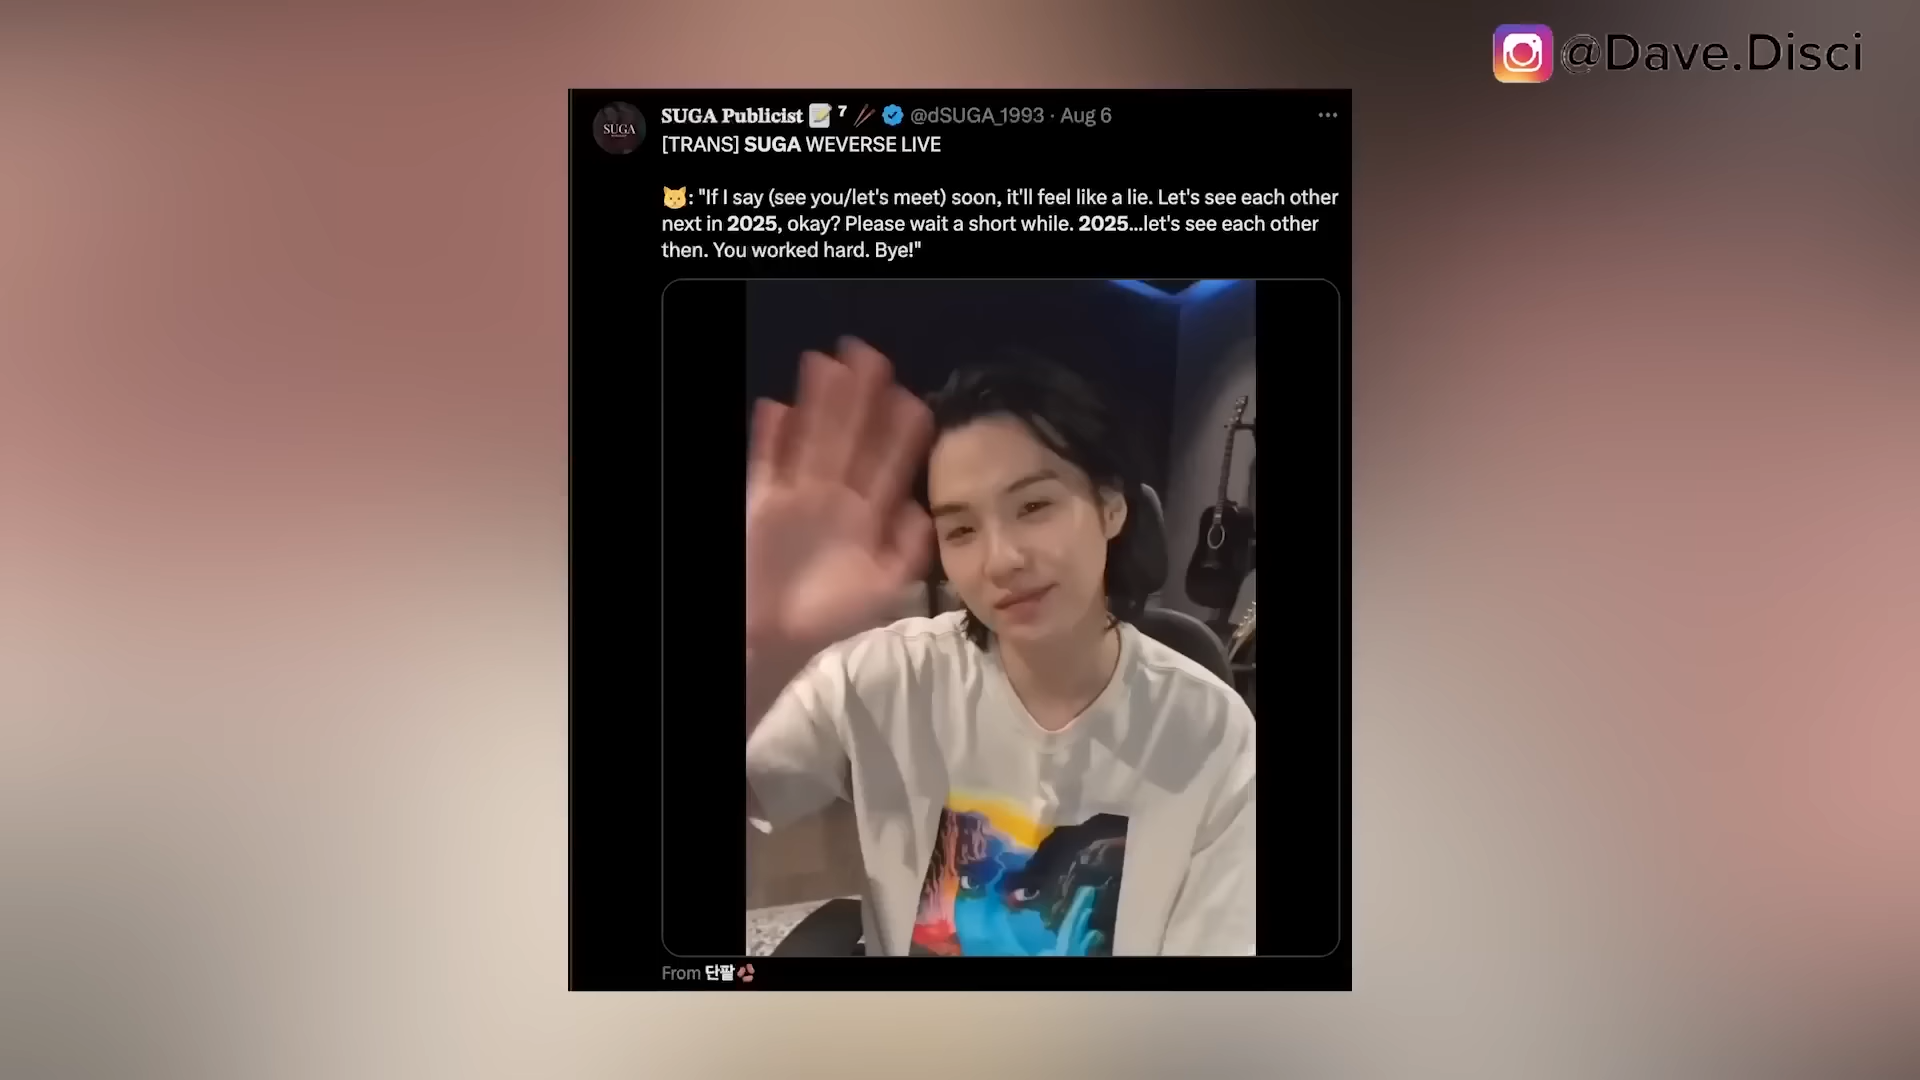 @Dave.Disci
SUGA Publicist 📝 7 🥢 @dSUGA_1993 · Aug 6
SUGA
[TRANS] SUGA WEVERSE LIVE
🐱: "If I say (see you/let's meet) soon, it'll feel like a lie. Let's see each other
next in 2025, okay? Please wait a short while. 2025...let's see each other
then. You worked hard. Bye!"
From 단팥🫘